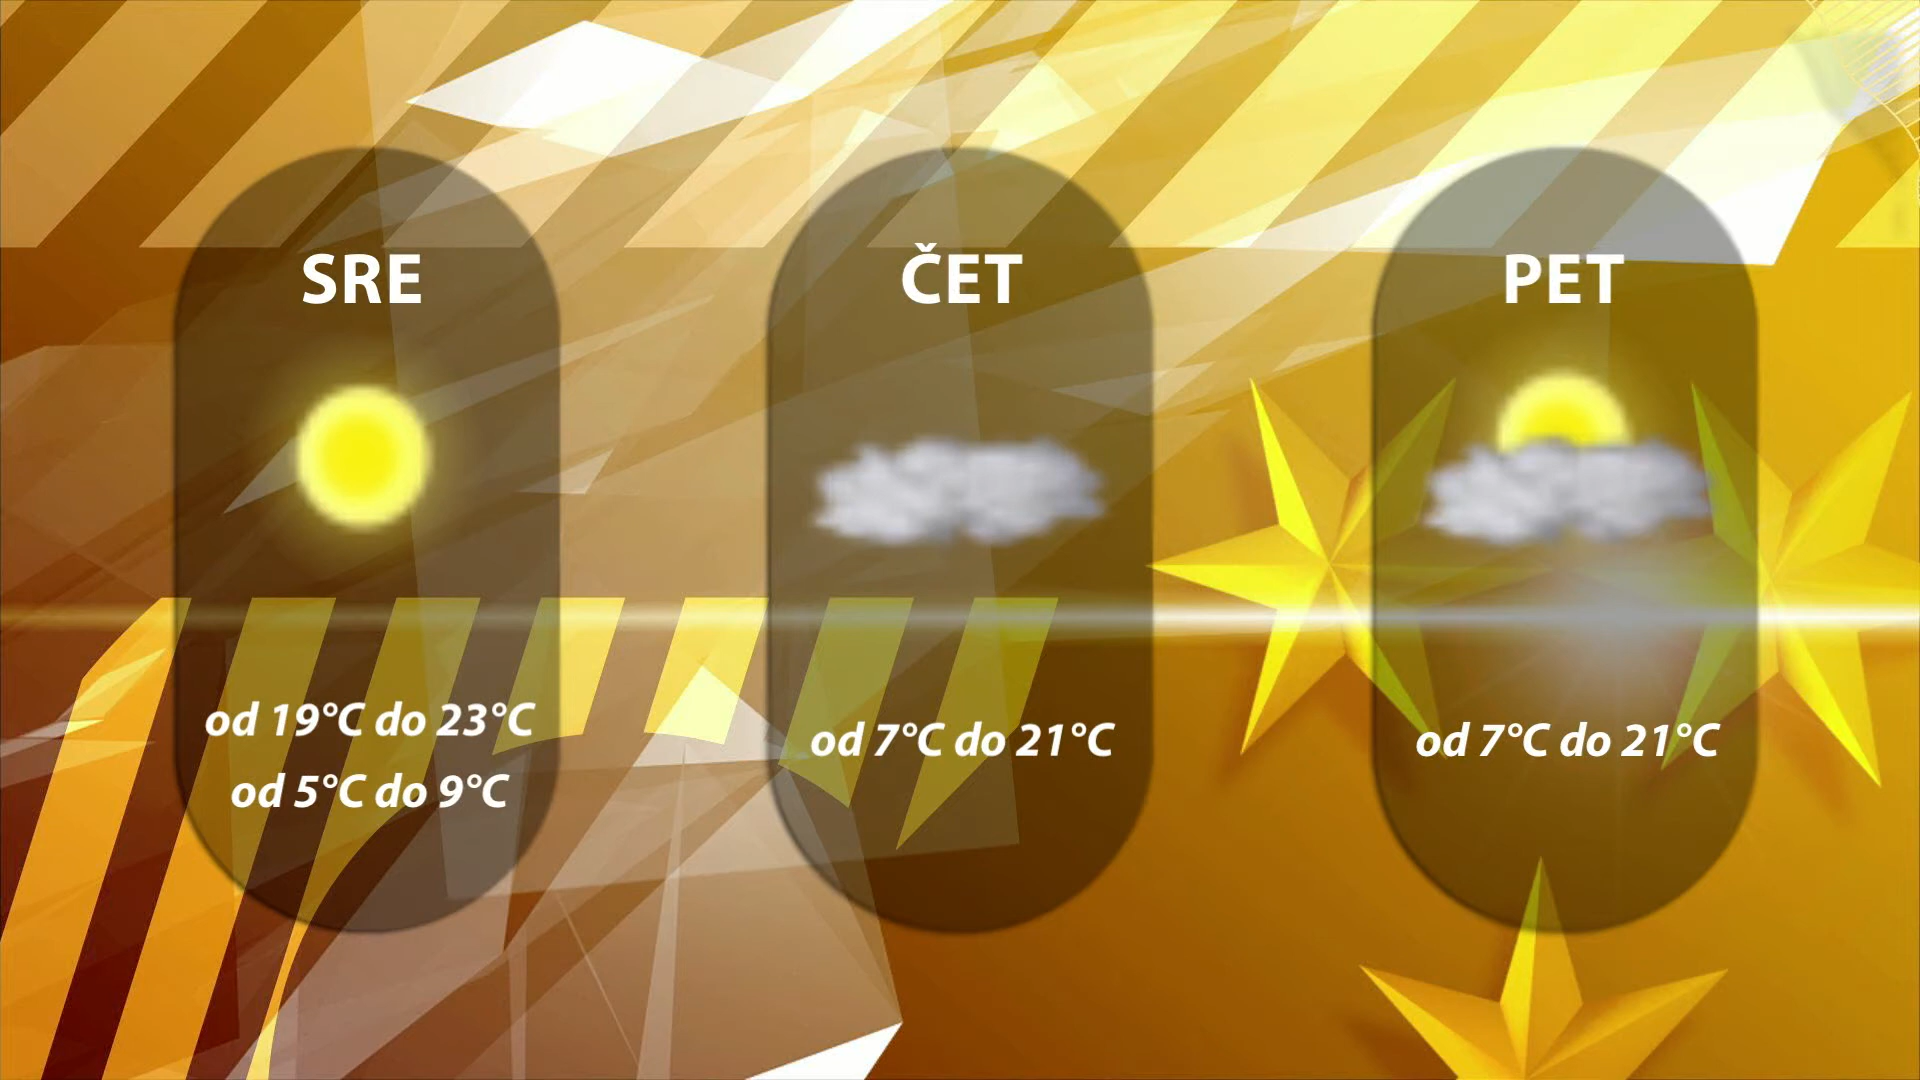 SRE
od 19°C do 23°C
od 5°C do 9°C
ČET
od 7°C do 21°C
PET
od 7°C do 21°C